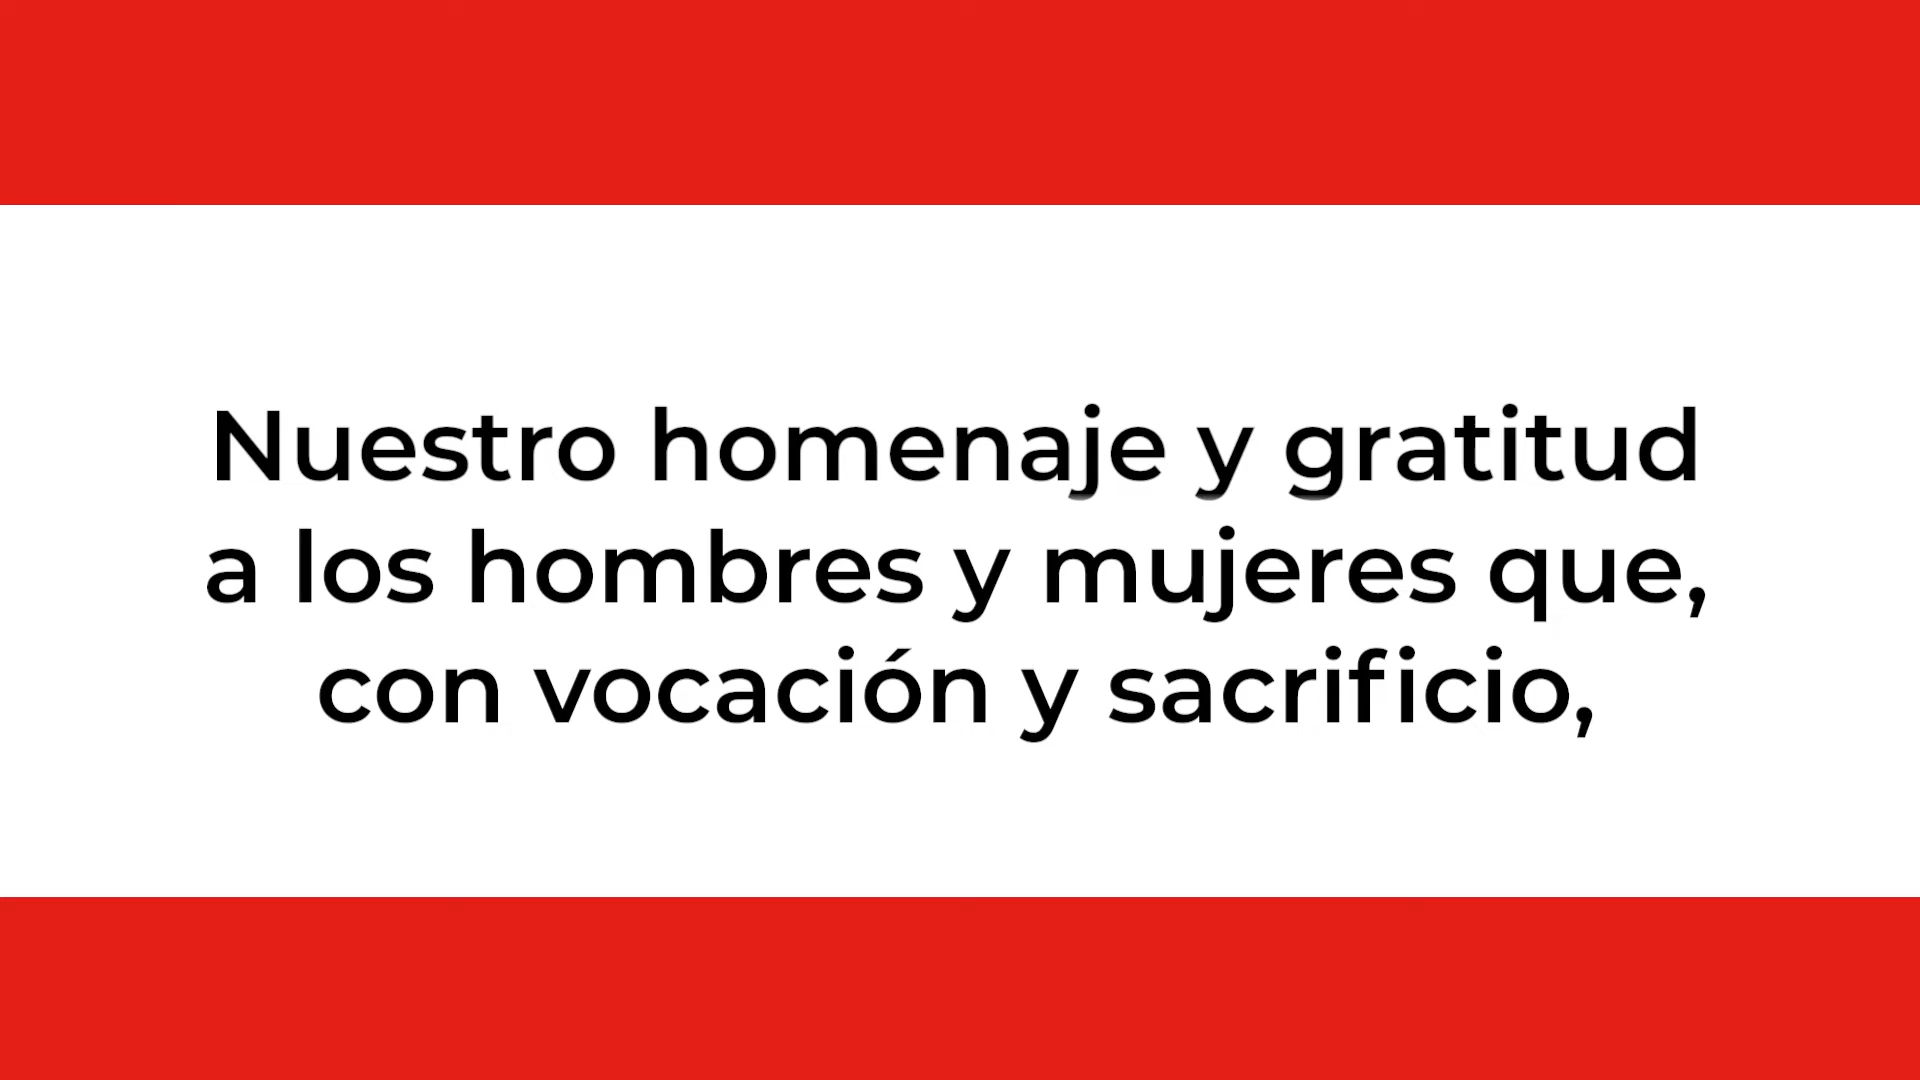 Nuestro homenaje y gratitud
a los hombres y mujeres que,
con vocación y sacrificio,